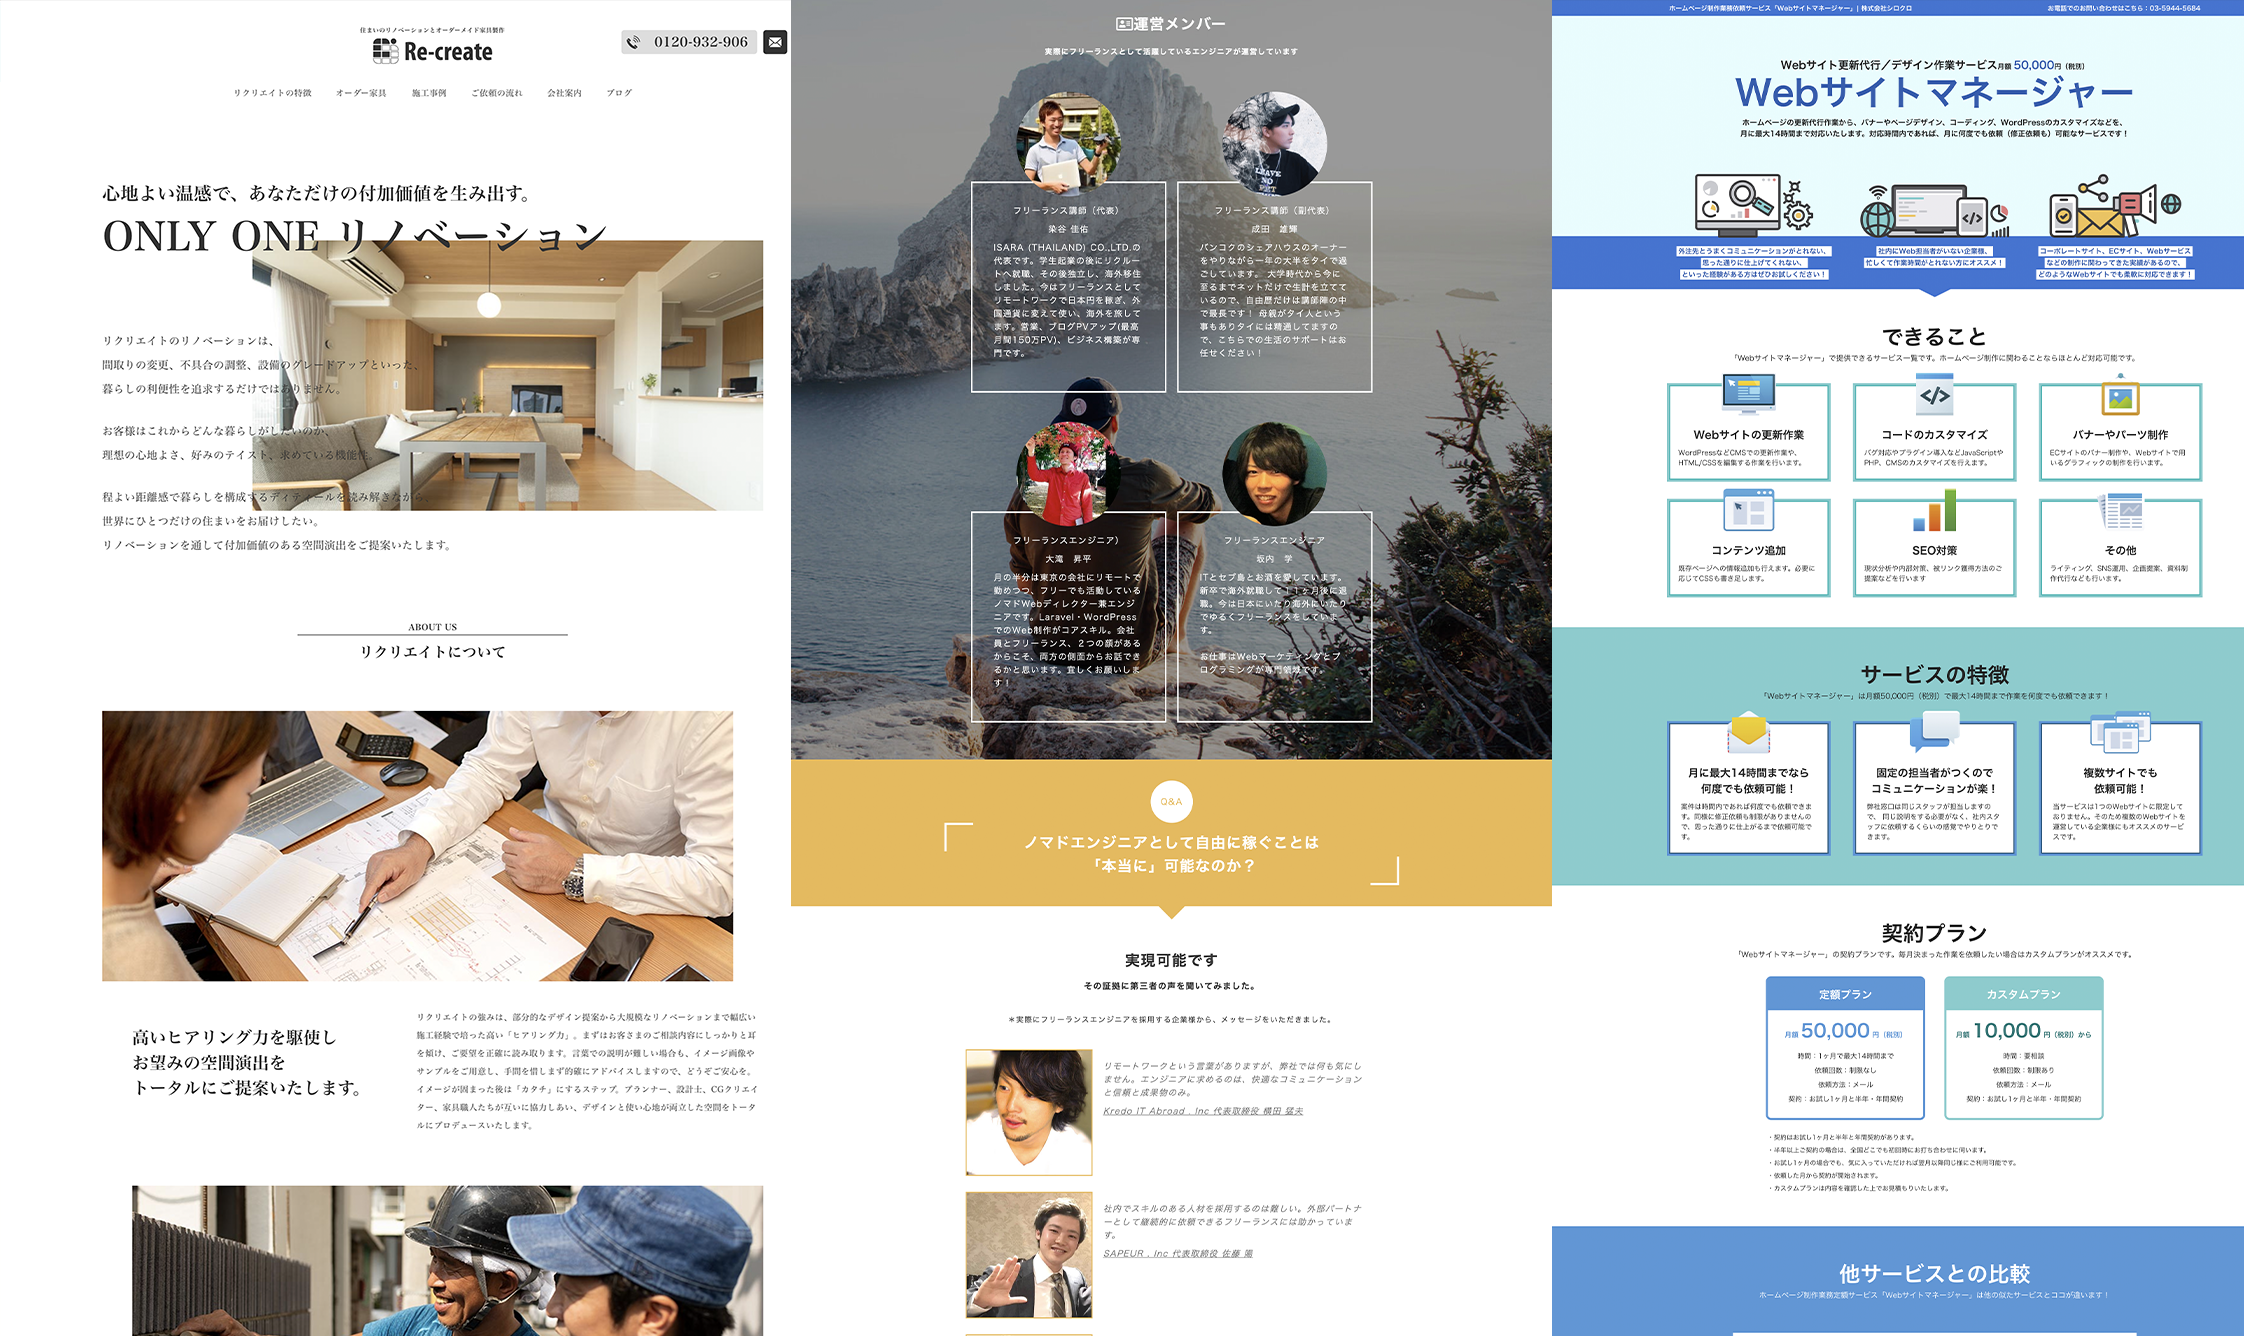 住まいのリノベーションとオーダーメイド家具製作
Re-create
0120-932-906
リクリエイトの特徴
オーダー家具
施工事例
ご依頼の流れ
会社案内
ブログ
心地よい温感で、あなただけの付加価値を生み出す。
ONLY ONE リノベーション
リクリエイトのリノベーションは、
間取りの変更、不具合の調整、設備のグレードアップといった、
暮らしの利便性を追求するだけではありません。
お客様はこれからどんな暮らしがしたいのか、
理想の心地よさ、好みのテイスト、求めている機能性。
程よい距離感で暮らしを構成するディティールを読み解きながら、
世界にひとつだけの住まいをお届けしたい。
リノベーションを通して付加価値のある空間演出をご提案いたします。
ABOUT US
リクリエイトについて
高いヒアリング力を駆使し
お望みの空間演出を
トータルにご提案いたします。
リクリエイトの強みは、部分的なデザイン提案から大規模なリノベーションまで幅広い
施工経験で培った高い「ヒアリング力」。まずはお客さまのご相談内容にしっかりと耳
を傾け、ご要望を正確に読み取ります。言葉での説明が難しい場合も、イメージ画像や
サンプルをご用意し、手間を惜しまず的確にアドバイスしますので、どうぞご安心を。
イメージが固まった後は「カタチ」にするステップ。プランナー、設計士、CGクリエイ
ター、家具職人たちが互いに協力しあい、デザインと使い心地が両立した空間をトータ
ルにプロデュースいたします。
運営メンバー
実際にフリーランスとして活躍しているエンジニアが運営しています
フリーランス講師（代表）
染谷 佳佑
ISARA (THAILAND) CO.,LTD.の
代表です。学生起業の後にリクルー
トへ就職、その後独立し、海外移住
しました。今はフリーランスとして
リモートワークで日本円を稼ぎ、外
国通貨に変えて使い、海外を旅して
ます。営業、ブログPVアップ(最高
月間150万PV)、ビジネス構築が専
門です。
LEAVE
NO
フリーランス講師（副代表）
成田 雄輝
バンコクのシェアハウスのオーナー
をやりながら一年の大半をタイで過
ごしています。 大学時代から今に
至るまでネットだけで生計を立てて
いるので、自由歴だけは講師陣の中
で最長です！ 母親がタイ人という
事もありタイには精通してますの
で、こちらでの生活のサポートはお
任せください！
フリーランスエンジニア）
大滝 昇平
月の半分は東京の会社にリモートで
勤めつつ、フリーでも活動している
ノマドWebディレクター兼エンジ
ニアです。Laravel・WordPress
でのWeb制作がコアスキル。会社
員とフリーランス、２つの顔がある
からこそ、両方の側面からお話でき
るかと思います。宜しくお願いしま
す！
フリーランスエンジニア
坂内 学
ITとセブ島とお酒を愛しています。
新卒で海外就職して１１ヶ月後に退
職。今は日本にいたり海外にいたり
でゆるくフリーランスをしていま
す。
お仕事はWebマーケティングとプ
ログラミングが専門領域です。
Q&A
ノマドエンジニアとして自由に稼ぐことは
「本当に」可能なのか？
実現可能です
その証拠に第三者の声を聞いてみました。
＊実際にフリーランスエンジニアを採用する企業様から、メッセージをいただきました。
リモートワークという言葉がありますが、弊社では何も気にし
ません。エンジニアに求めるのは、快適なコミュニケーション
と信頼と成果物のみ。
Kredo IT Abroad . Inc 代表取締役 横田 猛夫
社内でスキルのある人材を採用するのは難しい。外部パートナ
ーとして継続的に依頼できるフリーランスには助かっていま
す。
SAPEUR . Inc 代表取締役 佐藤 陽
ホームページ制作業務依頼サービス「Webサイトマネージャー」| 株式会社シロクロ
お電話でのお問い合わせはこちら：03-5944-5684
Webサイト更新代行／デザイン作業サービス月額 50,000円（税別）
Webサイトマネージャー
ホームページの更新代行作業から、バナーやページデザイン、コーディング、WordPressのカスタマイズなどを、
月に最大14時間まで対応いたします。対応時間内であれば、月に何度でも依頼（修正依頼も）可能なサービスです！
外注先とうまくコミュニケーションがとれない、
思った通りに仕上げてくれない、
といった経験がある方はぜひお試しください！
社内にWeb担当者がいない企業様、
忙しくて作業時間がとれない方にオススメ！
コーポレートサイト、ECサイト、Webサービス
などの制作に関わってきた実績があるので、
どのようなWebサイトでも柔軟に対応できます！
できること
「Webサイトマネージャー」で提供できるサービス一覧です。ホームページ制作に関わることならほとんど対応可能です。
Webサイトの更新作業
WordPressなどCMSでの更新作業や、
HTML/CSSを編集する作業を行います。
コードのカスタマイズ
バグ対応やプラグイン導入などJavaScriptや
PHP、CMSのカスタマイズを行えます。
バナーやパーツ制作
ECサイトのバナー制作や、Webサイトで用
いるグラフィックの制作を行います。
コンテンツ追加
既存ページへの情報追加も行えます。必要に
応じてCSSも書き足します。
SEO対策
現状分析や内部対策、被リンク獲得方法のご
提案などを行います
その他
ライティング、SNS運用、企画提案、資料制
作代行なども行います。
サービスの特徴
「Webサイトマネージャー」は月額50,000円（税別）で最大14時間まで作業を何度でも依頼できます！
月に最大14時間までなら
何度でも依頼可能！
案件は時間内であれば何度でも依頼できま
す。同様に修正依頼も制限がありませんの
で、思った通りに仕上がるまで依頼可能で
す。
固定の担当者がつくので
コミュニケーションが楽！
弊社窓口は同じスタッフが担当しますの
で、 同じ説明をする必要がなく、社内スタ
ッフに依頼するくらいの感覚でやりとりで
きます。
複数サイトでも
依頼可能！
当サービスは1つのWebサイトに限定して
おりません。そのため複数のWebサイトを
運営している企業様にもオススメのサービ
スです。
契約プラン
「Webサイトマネージャー」の契約プランです。毎月決まった作業を依頼したい場合はカスタムプランがオススメです。
定額プラン
月額 50,000 円（税別）
時間：1ヶ月で最大14時間まで
依頼回数：制限なし
依頼方法：メール
契約：お試し1ヶ月と半年・年間契約
カスタムプラン
月額 10,000 円（税別）から
時間：要相談
依頼回数：制限あり
依頼方法：メール
契約：お試し1ヶ月と半年・年間契約
・契約はお試し1ヶ月と半年と年間契約があります。
・半年以上ご契約の場合は、全国どこでも初回時にお打ち合わせに伺います。
・お試し1ヶ月の場合でも、気に入っていただければ翌月以降同じ様にご利用可能です。
・依頼した月から契約が開始されます。
・カスタムプランは内容を確認した上でお見積もりいたします。
他サービスとの比較
ホームページ制作業務定額サービス「Webサイトマネージャー」は他の似たサービスとココが違います！